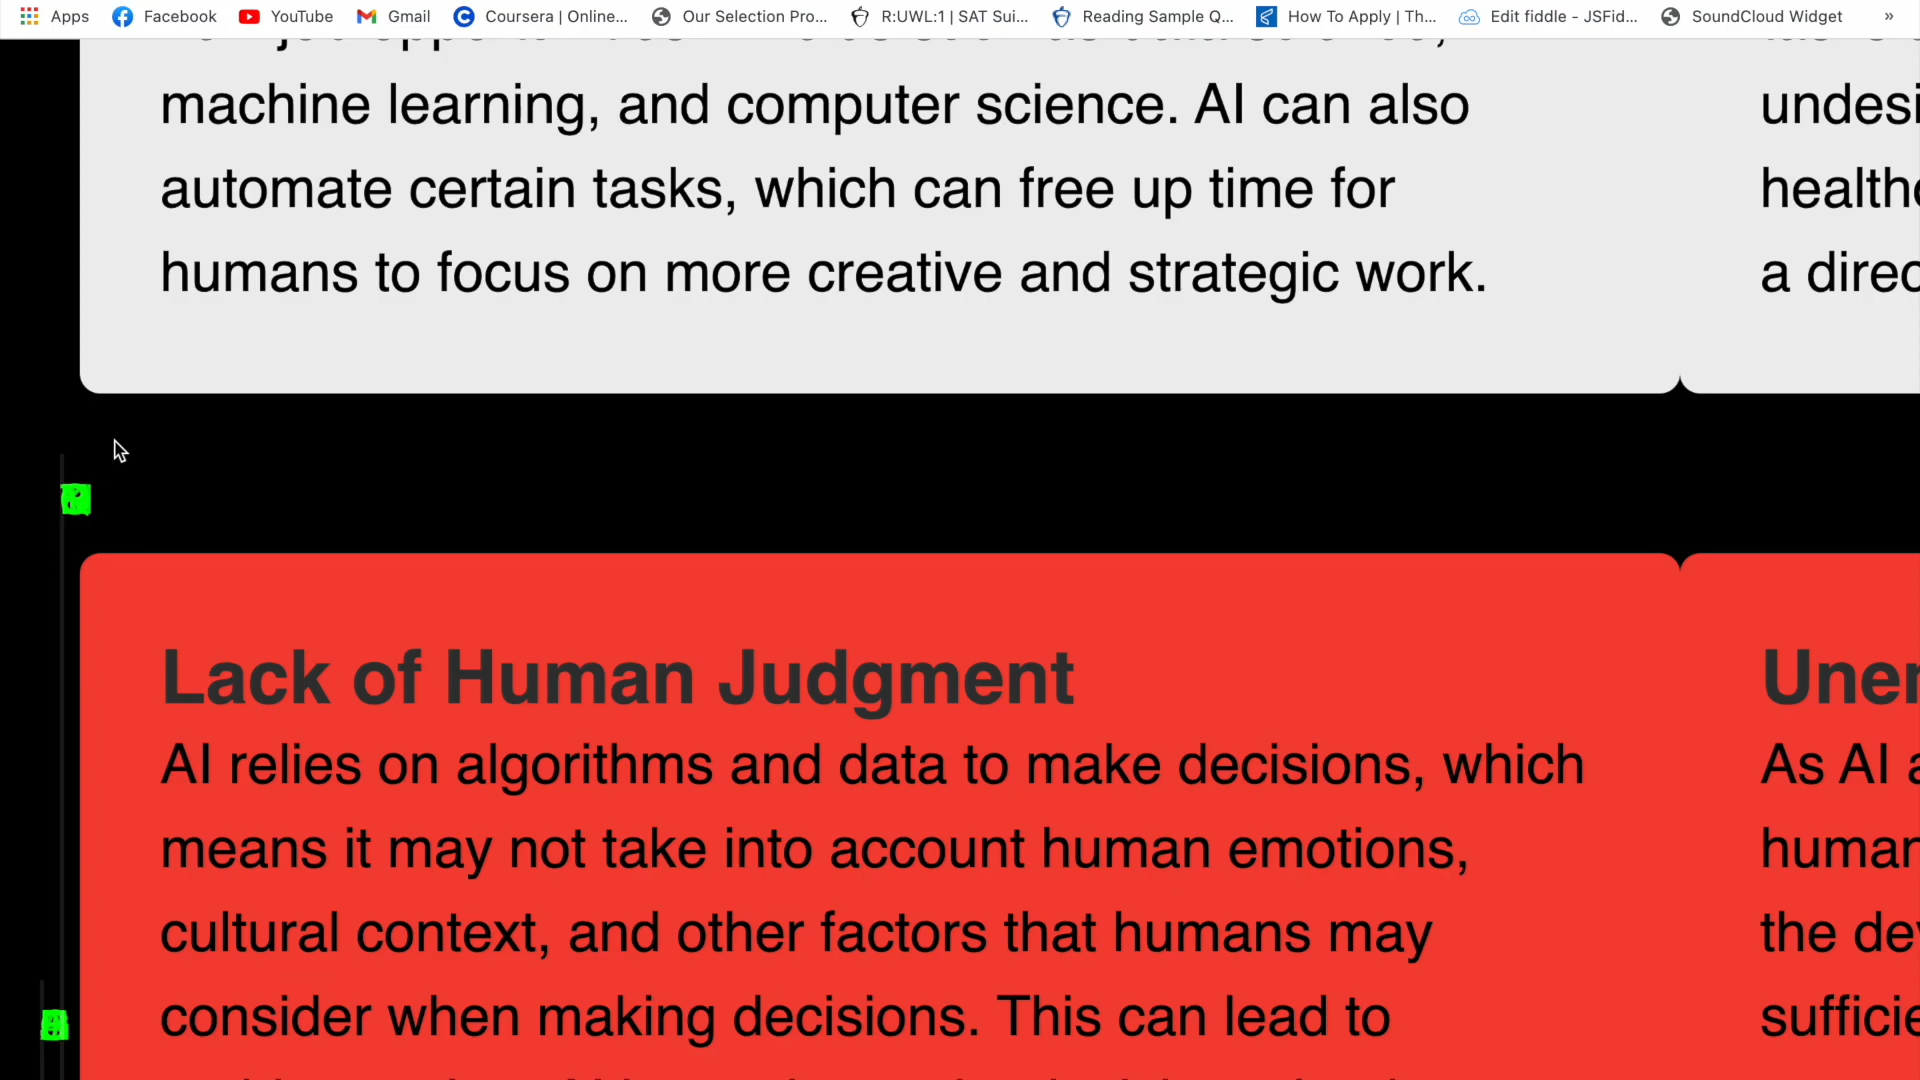 Apps Facebook YouTube Gmail Coursera | Online... Our Selection Pro... R:UWL:1 | SAT Sui... Reading Sample Q... How To Apply | Th... Edit fiddle - JSFid... SoundCloud Widget »
machine learning, and computer science. AI can also
automate certain tasks, which can free up time for
humans to focus on more creative and strategic work.
a direc
Lack of Human Judgment
AI relies on algorithms and data to make decisions, which
means it may not take into account human emotions,
cultural context, and other factors that humans may
consider when making decisions. This can lead to
As AI
the